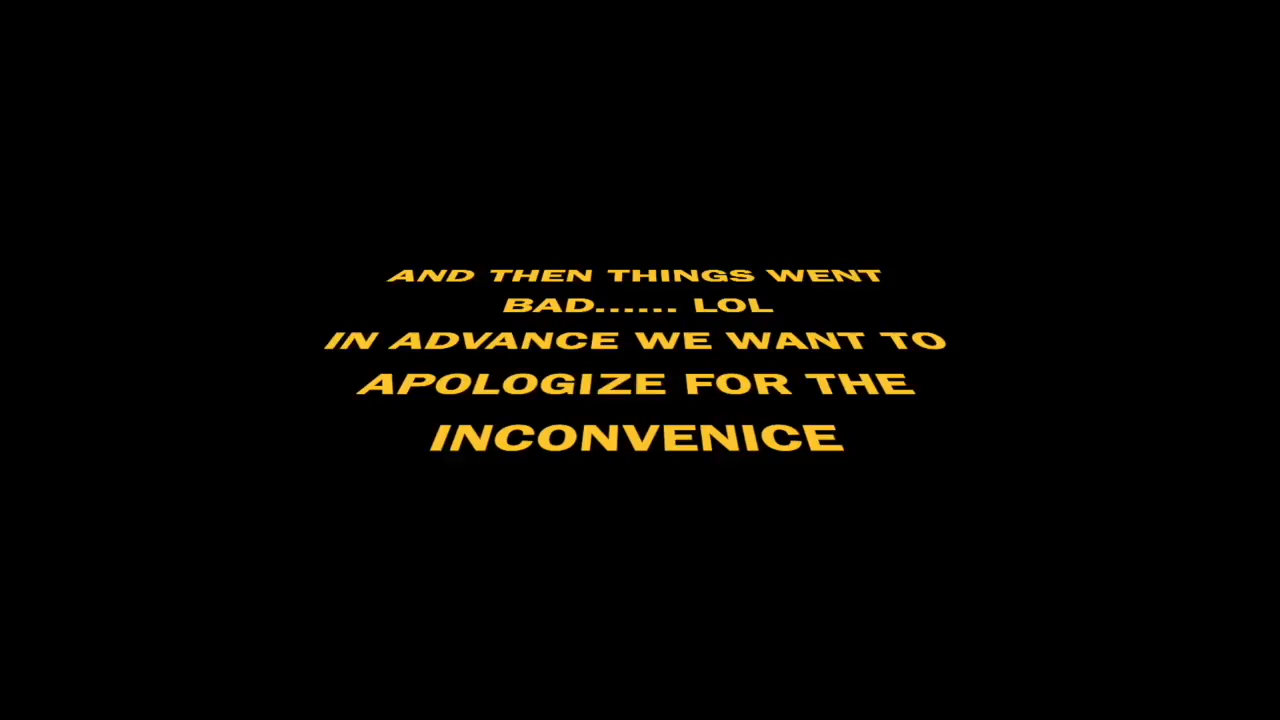 AND THEN THINGS WENT
BAD...... LOL
IN ADVANCE WE WANT TO
APOLOGIZE FOR THE
INCONVENICE